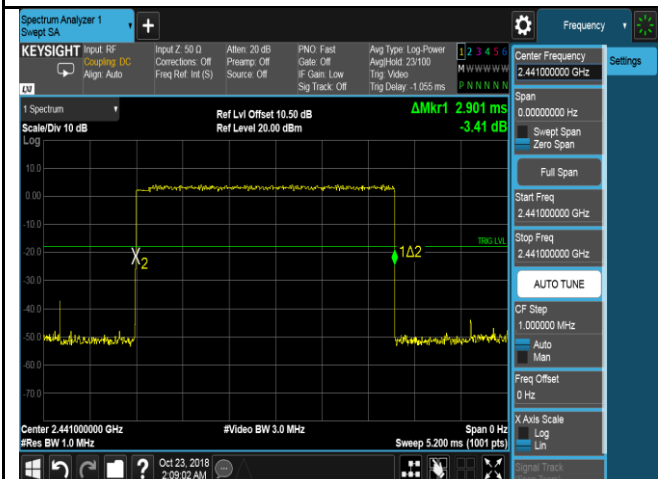 Spectrum Analyzer 1
Swept SA
+
Frequency
KEYSIGHT
Input: RF
Coupling: DC
Align: Auto
Input Z: 50 Ω
Corrections: Off
Freq Ref: Int (S)
Atten: 20 dB
Preamp: Off
Source: Off
PNO: Fast
Gate: Off
IF Gain: Low
Sig Track: Off
Avg Type: Log-Power
Avg|Hold: 23/100
Trig: Video
Trig Delay: -1.055 ms
1 2 3 4 5 6
M W W W W W
P N N N N N
LXI
1 Spectrum
Scale/Div 10 dB
Log
Ref Lvl Offset 10.50 dB
Ref Level 20.00 dBm
ΔMkr1 2.901 ms
-3.41 dB
10.0
0.00
-10.0
-20.0
-30.0
-40.0
-50.0
-60.0
-70.0
TRIG LVL
X2
1Δ2
Center 2.441000000 GHz
#Res BW 1.0 MHz
#Video BW 3.0 MHz
Span 0 Hz
Sweep 5.200 ms (1001 pts)
Oct 23, 2018
2:09:02 AM
?
Center Frequency
2.441000000 GHz
Settings
Span
0.00000000 Hz
Swept Span
Zero Span
Full Span
Start Freq
2.441000000 GHz
Stop Freq
2.441000000 GHz
AUTO TUNE
CF Step
1.000000 MHz
Auto
Man
Freq Offset
0 Hz
X Axis Scale
Log
Lin
Signal Track